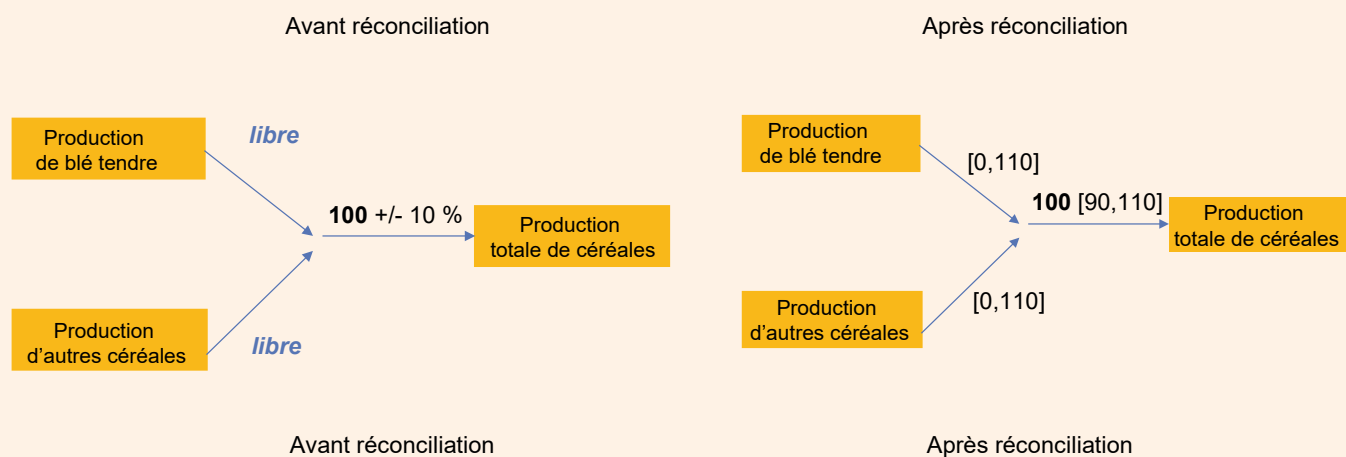 Avant réconciliation
Production
de blé tendre
libre
100 +/- 10 %
Production
totale de céréales
Production
d’autres céréales
libre
Avant réconciliation
Après réconciliation
Production
de blé tendre
[0,110]
100 [90,110]
Production
totale de céréales
Production
d’autres céréales
[0,110]
Après réconciliation